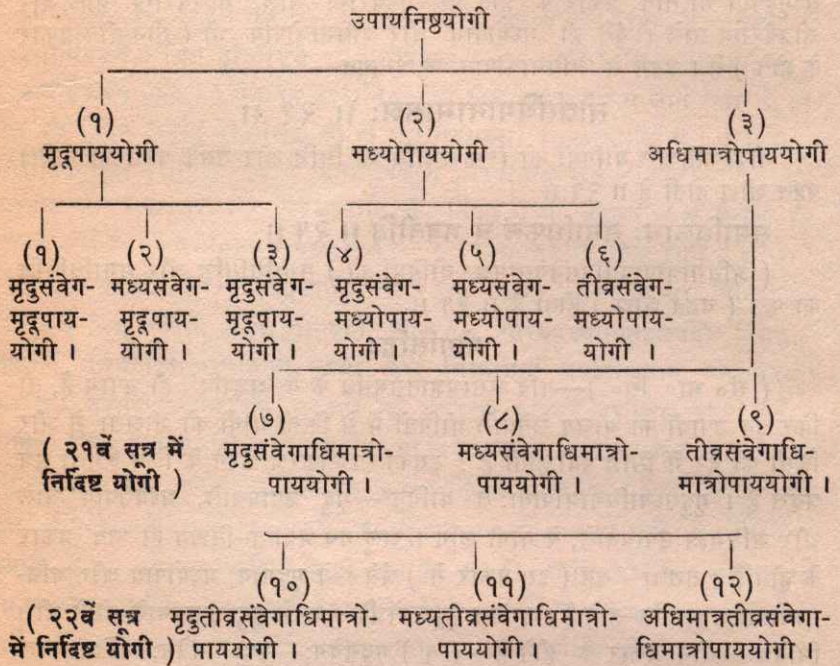 उपायनिष्ठयोगी
(१) (२) (३)
मृदूपाययोगी मध्योपाययोगी अधिमात्रोपाययोगी
(१) (२) (३) (४) (५) (६)
मृदुसंवेग- मध्यसंवेग- मृदुसंवेग- मृदुसंवेग- मध्यसंवेग- तीव्रसंवेग-
मृदूपाय- मृदूपाय- मृदूपाय- मध्योपाय- मध्योपाय- मध्योपाय-
योगी । योगी । योगी । योगी । योगी । योगी ।
(७) (८) (९)
( २१वें सूत्र में मृदुसंवेगाधिमात्रो- मध्यसंवेगाधिमात्रो- तीव्रसंवेगाधि-
निर्दिष्ट योगी ) पाययोगी । पाययोगी । मात्रोपाययोगी ।
(१०) (११) (१२)
( २२वें सूत्र मृदुतीव्रसंवेगाधिमात्रो- मध्यतीव्रसंवेगाधिमात्रो- अधिमात्रतीव्रसंवेगा-
में निर्दिष्ट योगी ) पाययोगी । पाययोगी । धिमात्रोपाययोगी ।